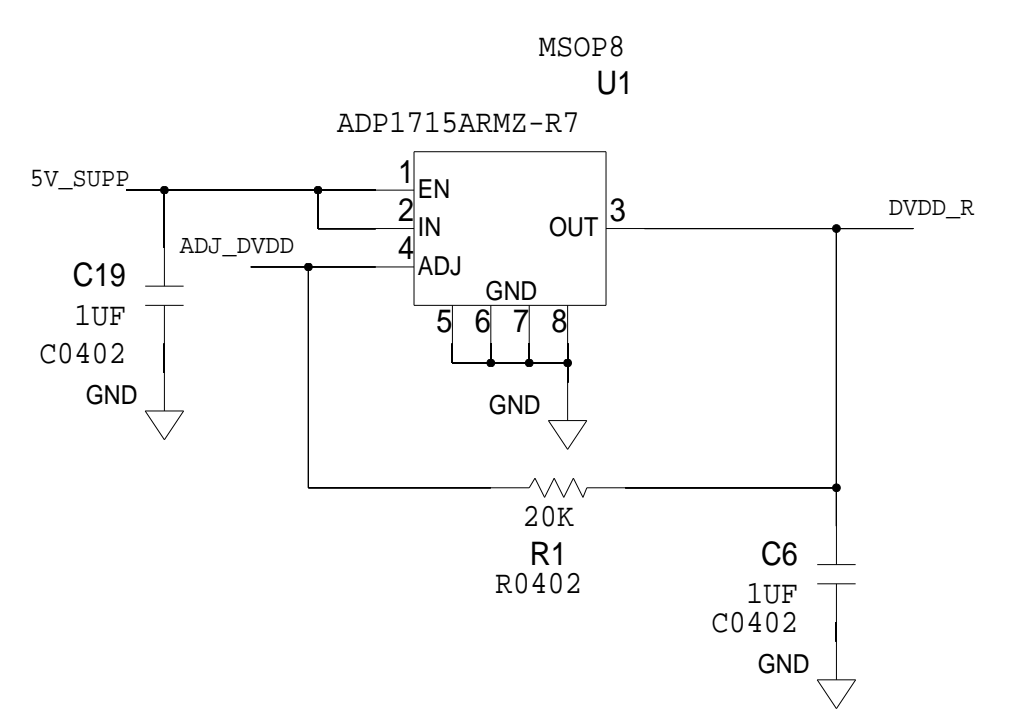 MSOP8
U1
ADP1715ARMZ-R7
5V_SUPP
1
EN
2
IN
ADJ_DVDD
4
ADJ
OUT
3
DVDD_R
GND
5
6
7
8
C19
1UF
C0402
GND
GND
20K
R1
R0402
C6
1UF
C0402
GND